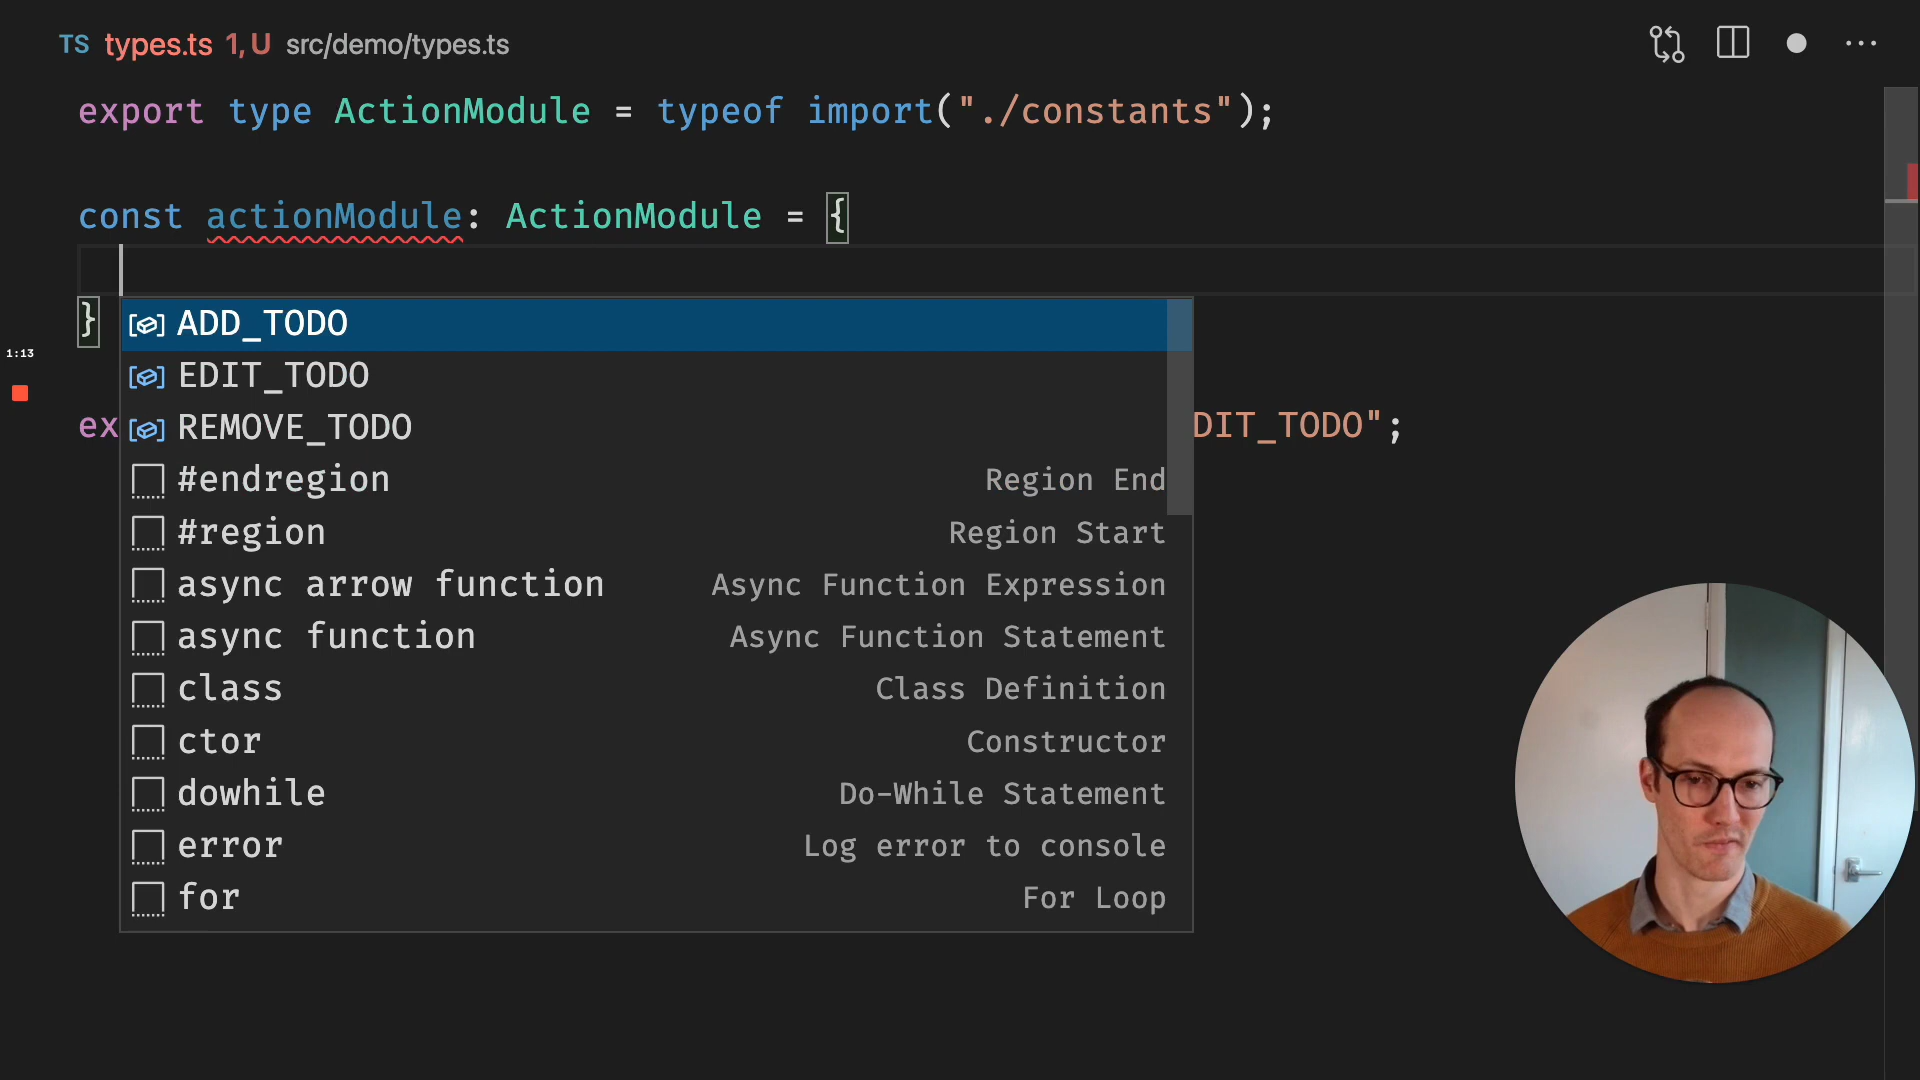 TS types.ts 1, U src/demo/types.ts
export type ActionModule = typeof import("./constants");
const actionModule: ActionModule = {
}
ADD_TODO
1:13
EDIT_TODO
REMOVE_TODO
ex DIT_TODO";
#endregion Region End
#region Region Start
async arrow function Async Function Expression
async function Async Function Statement
class Class Definition
ctor Constructor
dowhile Do-While Statement
error Log error to console
for For Loop